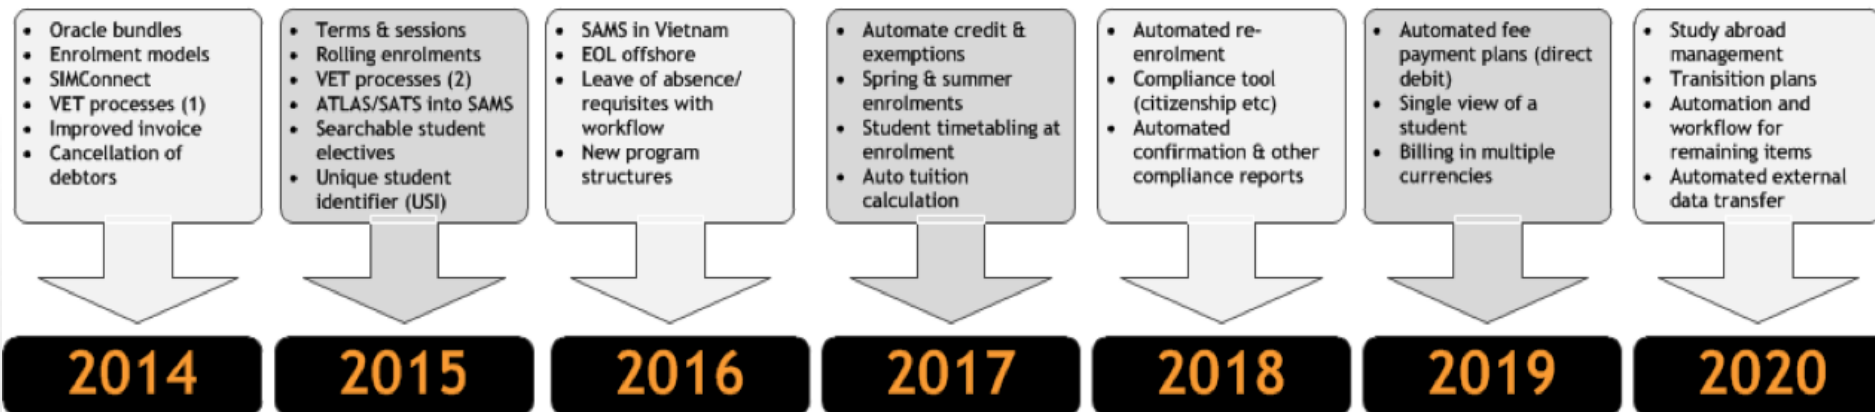 • Oracle bundles
• Enrolment models
• SIMConnect
• VET processes (1)
• Improved invoice
• Cancellation of
debtors
• Terms & sessions
• Rolling enrolments
• VET processes (2)
• ATLAS/SATS into SAMS
• Searchable student
electives
• Unique student
identifier (USI)
• SAMS in Vietnam
• EOL offshore
• Leave of absence/
requisites with
workflow
• New program
structures
• Automate credit &
exemptions
• Spring & summer
enrolments
• Student timetabling at
enrolment
• Auto tuition
calculation
• Automated re-
enrolment
• Compliance tool
(citizenship etc)
• Automated
confirmation & other
compliance reports
• Automated fee
payment plans (direct
debit)
• Single view of a
student
• Billing in multiple
currencies
• Study abroad
management
• Tranisition plans
• Automation and
workflow for
remaining items
• Automated external
data transfer
2014
2015
2016
2017
2018
2019
2020